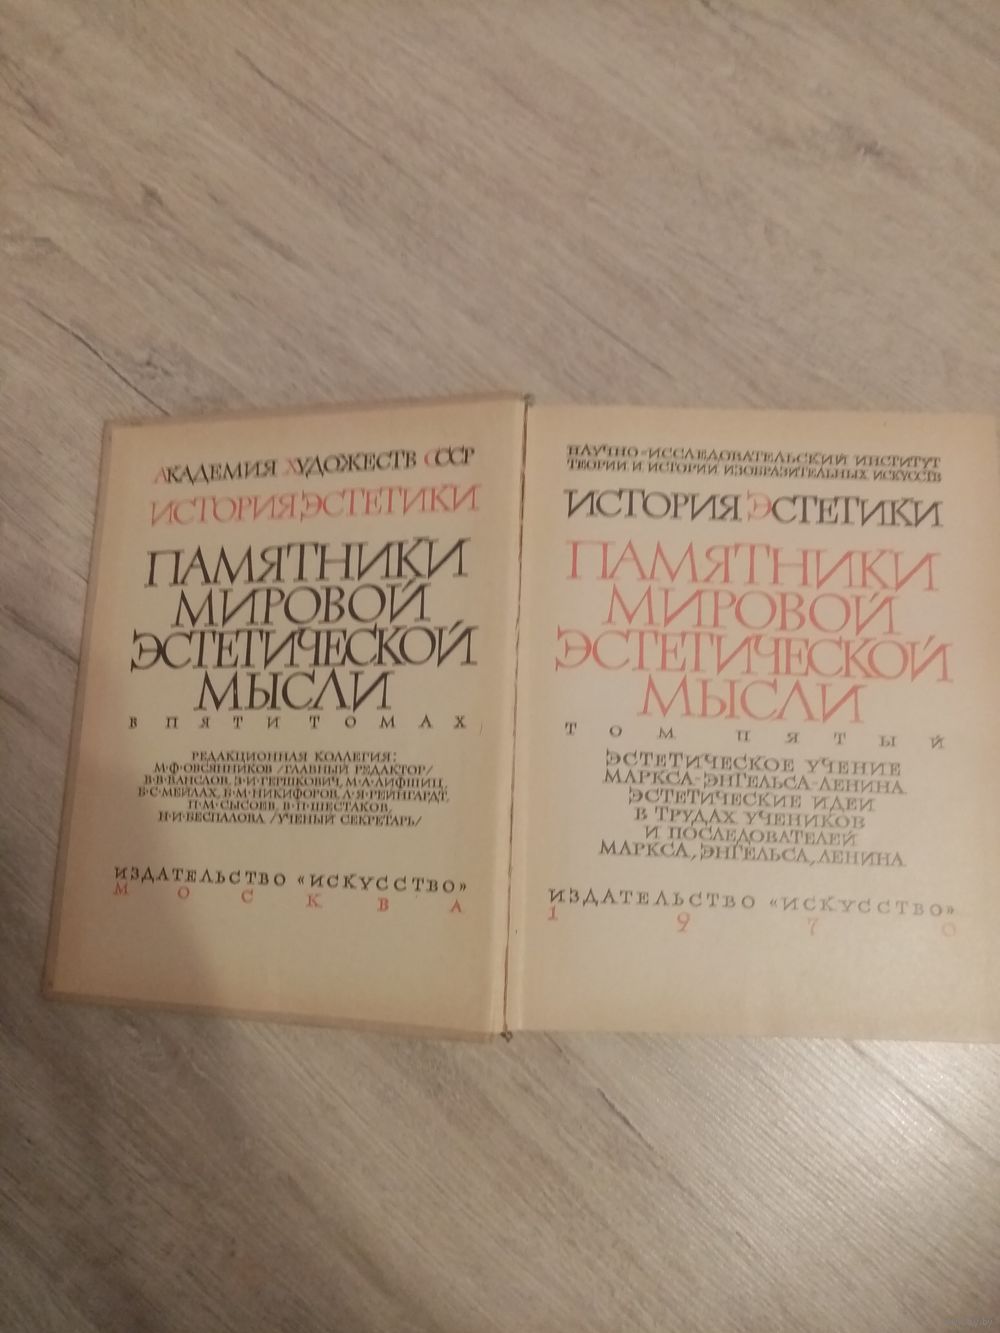 АКАДЕМИЯ ХУДОЖЕСТВ СССР
ИСТОРИЯ ЭСТЕТИКИ
ПАМЯТНИКИ
МИРОВОЙ
ЭСТЕТИЧЕСКОЙ
МЫСЛИ
В ПЯТИ ТОМАХ
РЕДАКЦИОННАЯ КОЛЛЕГИЯ:
М·Ф·ОВСЯННИКОВ /ГЛАВНЫЙ РЕДАКТОР/
В·В·ВАНСЛОВ, З·И·ГЕРШКОВИЧ, М·А·ЛИФШИЦ,
Б·С·МЕЙЛАХ, Б·М·НИКИФОРОВ, Л·Я·РЕЙНГАРДТ,
П·М·СЫСОЕВ, В·П·ШЕСТАКОВ,
Н·И·БЕСПАЛОВА /УЧЕНЫЙ СЕКРЕТАРЬ/
ИЗДАТЕЛЬСТВО «ИСКУССТВО»
МОСКВА
НАУЧНО-ИССЛЕДОВАТЕЛЬСКИЙ ИНСТИТУТ
ТЕОРИИ И ИСТОРИИ ИЗОБРАЗИТЕЛЬНЫХ ИСКУССТВ
ИСТОРИЯ ЭСТЕТИКИ
ПАМЯТНИКИ
МИРОВОЙ
ЭСТЕТИЧЕСКОЙ
МЫСЛИ
ТОМ ПЯТЫЙ
ЭСТЕТИЧЕСКОЕ УЧЕНИЕ
МАРКСА-ЭНГЕЛЬСА-ЛЕНИНА.
ЭСТЕТИЧЕСКИЕ ИДЕИ
В ТРУДАХ УЧЕНИКОВ
И ПОСЛЕДОВАТЕЛЕЙ
МАРКСА, ЭНГЕЛЬСА, ЛЕНИНА.
ИЗДАТЕЛЬСТВО «ИСКУССТВО»
1970